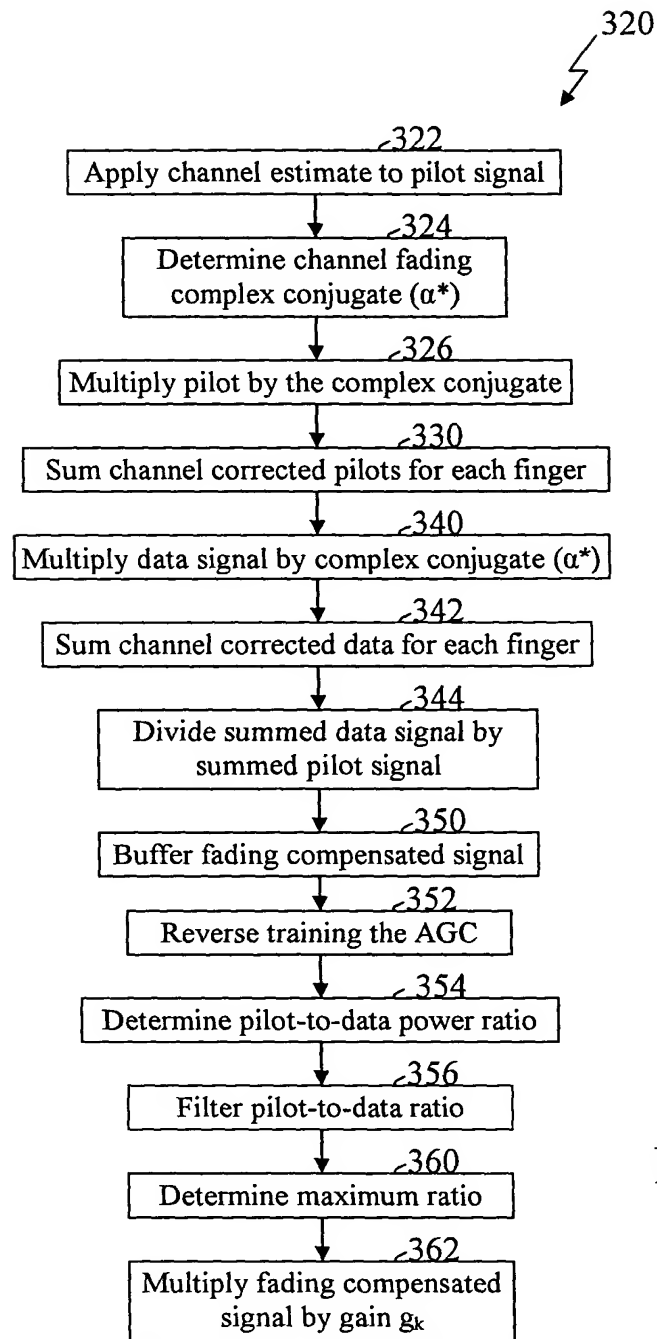 320
322
Apply channel estimate to pilot signal
324
Determine channel fading
complex conjugate (α*)
326
Multiply pilot by the complex conjugate
330
Sum channel corrected pilots for each finger
340
Multiply data signal by complex conjugate (α*)
342
Sum channel corrected data for each finger
344
Divide summed data signal by
summed pilot signal
350
Buffer fading compensated signal
352
Reverse training the AGC
354
Determine pilot-to-data power ratio
356
Filter pilot-to-data ratio
360
Determine maximum ratio
362
Multiply fading compensated
signal by gain gₖ